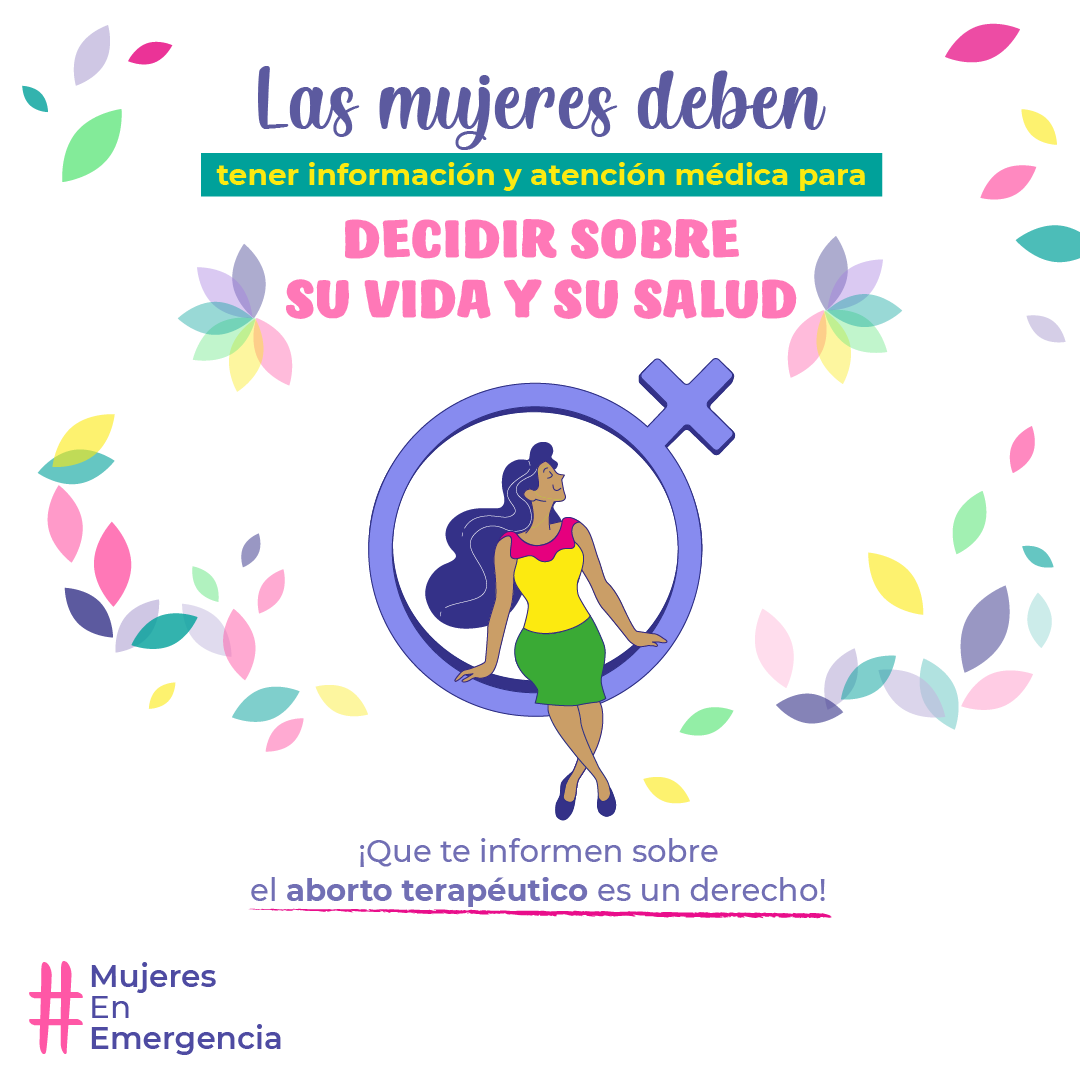 Las mujeres deben
tener información y atención médica para
DECIDIR SOBRE
SU VIDA Y SU SALUD
¡Que te informen sobre
el aborto terapéutico es un derecho!
#Mujeres
En
Emergencia